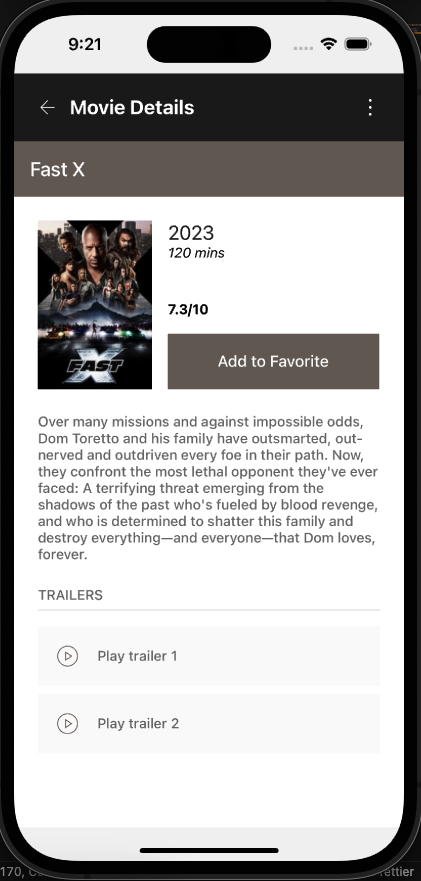 9:21
Movie Details
Fast X
2023
120 mins
7.3/10
FAST
X
Add to Favorite
Over many missions and against impossible odds,
Dom Toretto and his family have outsmarted, out-
nerved and outdriven every foe in their path. Now,
they confront the most lethal opponent they've ever
faced: A terrifying threat emerging from the
shadows of the past who's fueled by blood revenge,
and who is determined to shatter this family and
destroy everything—and everyone—that Dom loves,
forever.
TRAILERS
Play trailer 1
Play trailer 2
170, C
ettier